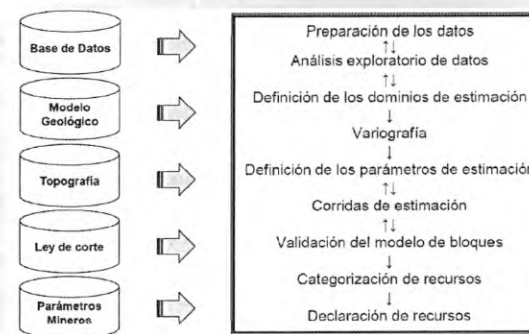 Base de Datos
Modelo
Geológico
Topografía
Ley de corte
Parámetros
Mineros
Preparación de los datos
↑↓
Análisis exploratorio de datos
↑↓
Definición de los dominios de estimación
↓
Variografía
↓
Definición de los parámetros de estimación
↑↓
Corridas de estimación
↑↓
Validación del modelo de bloques
↓
Categorización de recursos
↓
Declaración de recursos